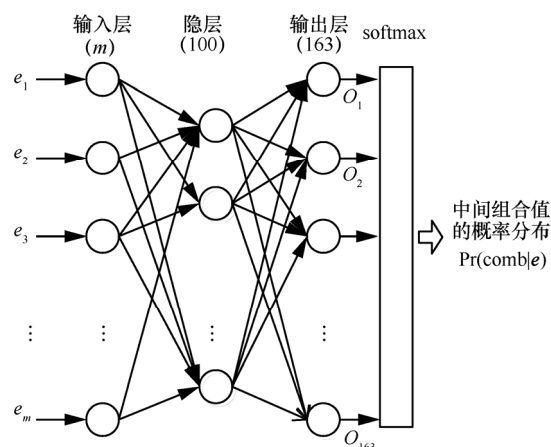 输入层
(m)
隐层
(100)
输出层
(163)
softmax
e1
e2
e3
⋮
em
⋮
⋮
⋮
O1
O2
O163
中间组合值
的概率分布
Pr(comb|e)